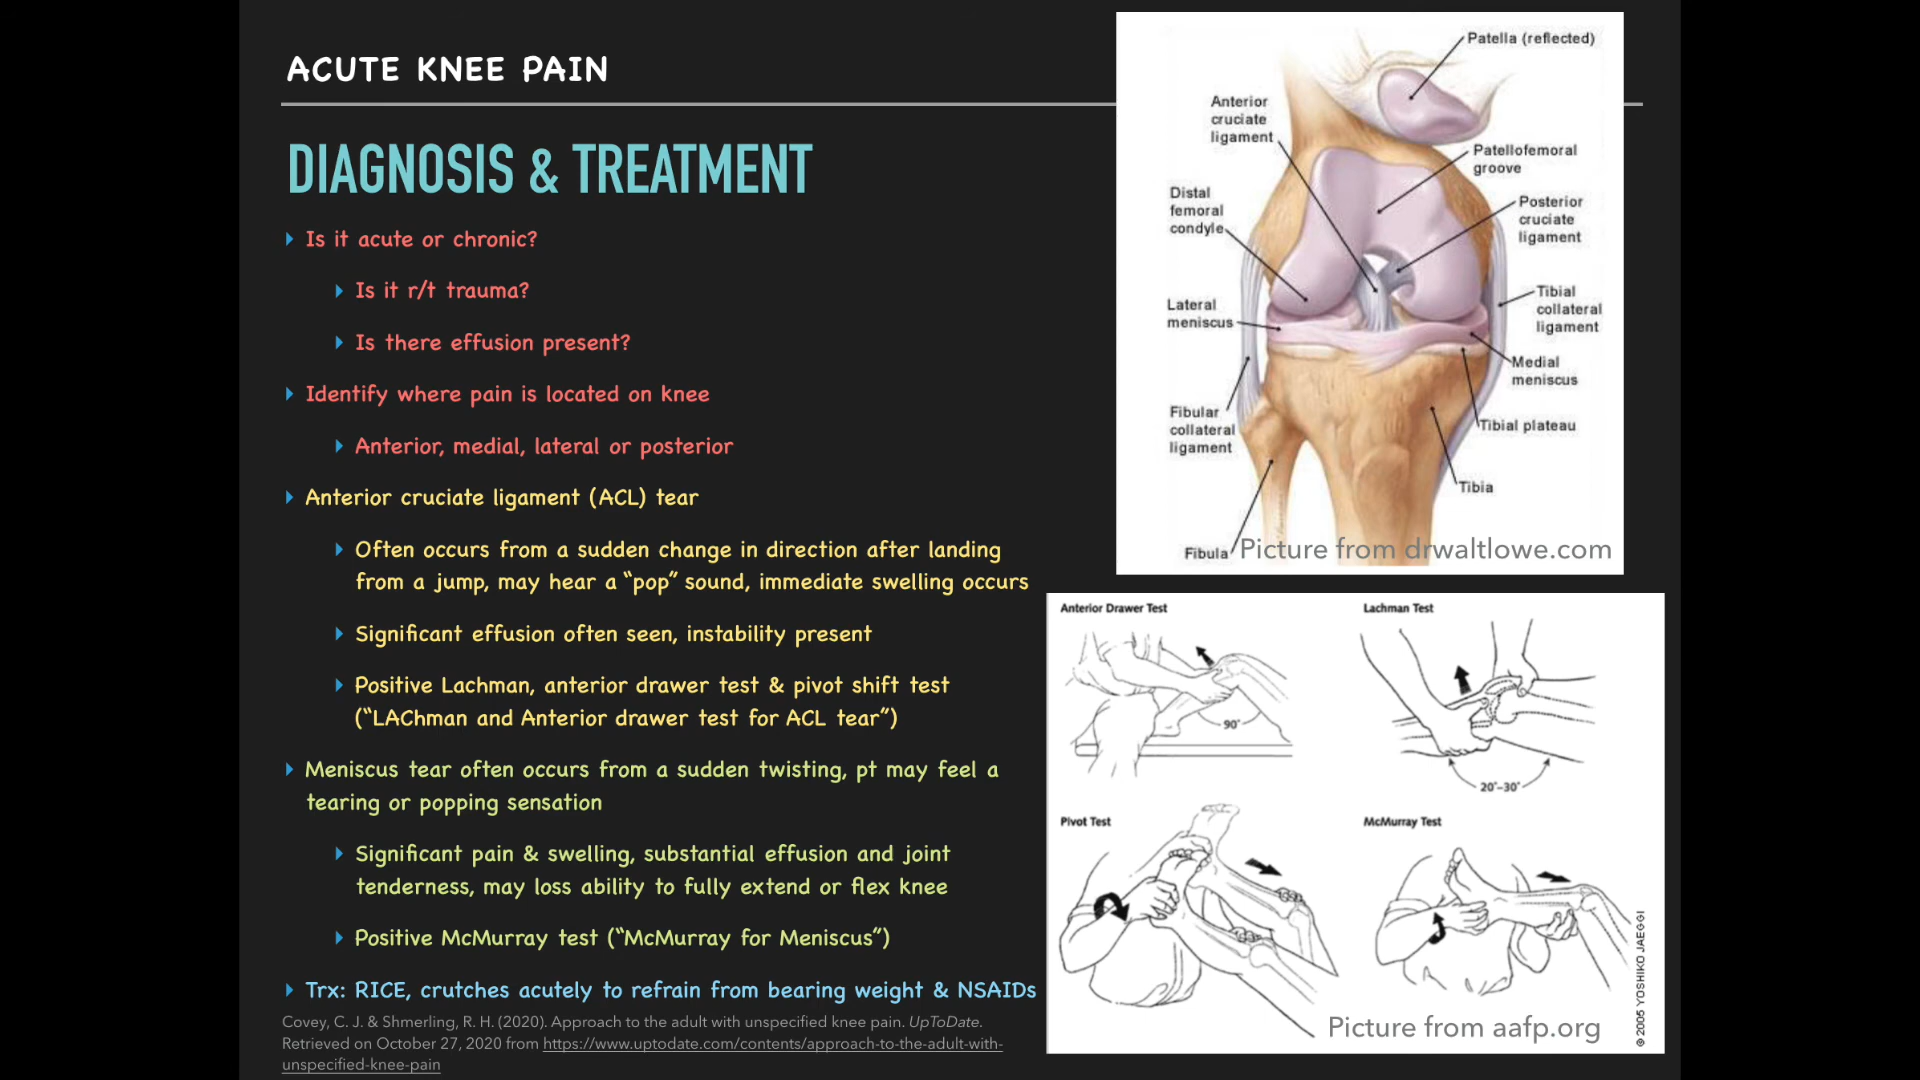 ACUTE KNEE PAIN
DIAGNOSIS & TREATMENT
Is it acute or chronic?
Is it r/t trauma?
Is there effusion present?
Identify where pain is located on knee
Anterior, medial, lateral or posterior
Anterior cruciate ligament (ACL) tear
Often occurs from a sudden change in direction after landing
from a jump, may hear a “pop” sound, immediate swelling occurs
Significant effusion often seen, instability present
Positive Lachman, anterior drawer test & pivot shift test
(“LAChman and Anterior drawer test for ACL tear”)
Meniscus tear often occurs from a sudden twisting, pt may feel a
tearing or popping sensation
Significant pain & swelling, substantial effusion and joint
tenderness, may loss ability to fully extend or flex knee
Positive McMurray test (“McMurray for Meniscus”)
Trx: RICE, crutches acutely to refrain from bearing weight & NSAIDs
Covey, C. J. & Shmerling, R. H. (2020). Approach to the adult with unspecified knee pain. UpToDate.
Retrieved on October 27, 2020 from https://www.uptodate.com/contents/approach-to-the-adult-with-
unspecified-knee-pain
Patella (reflected)
Anterior
cruciate
ligament
Patellofemoral
groove
Distal
femoral
condyle
Posterior
cruciate
ligament
Lateral
meniscus
Tibial
collateral
ligament
Medial
meniscus
Fibular
collateral
ligament
Tibial plateau
Tibia
Fibula
Picture from drwaltlowe.com
Anterior Drawer Test
90°
Lachman Test
20°–30°
Pivot Test
McMurray Test
© 2005 YOSHIKO JAEGGI
Picture from aafp.org